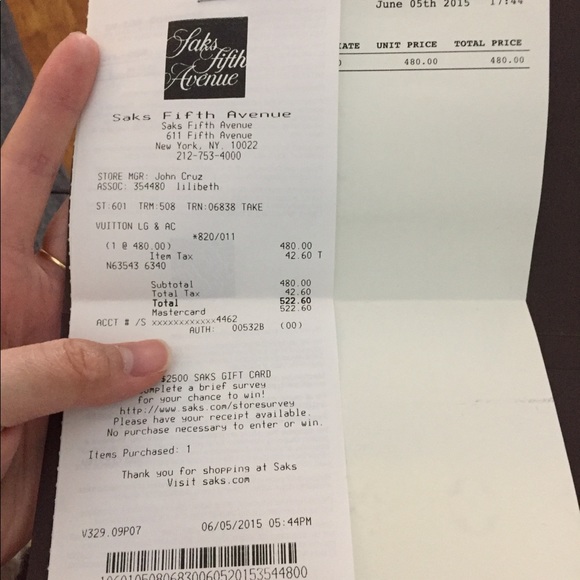 June 05th 2015 17:44
UNIT PRICE TOTAL PRICE
480.00 480.00
Saks
fifth
Avenue
Saks Fifth Avenue
Saks Fifth Avenue
611 Fifth Avenue
New York, NY, 10022
212-753-4000
STORE MGR: John Cruz
ASSOC: 354480 lilibeth
ST:601 TRM:508 TRN:06838 TAKE
VUITTON LG & AC
*820/011
(1 @ 480.00) 480.00
Item Tax 42.60 T
N63543 6340
Subtotal 480.00
Total Tax 42.60
Total 522.60
Mastercard 522.60
ACCT # /S xxxxxxxxxxxx4462
AUTH: 00532B (00)
$2500 SAKS GIFT CARD
a brief survey
for your chance to win!
http://www.saks.com/storesurvey
Please have your receipt available.
No purchase necessary to enter or win.
Items Purchased: 1
Thank you for shopping at Saks
Visit saks.com
V329.09P07 06/05/2015 05:44PM